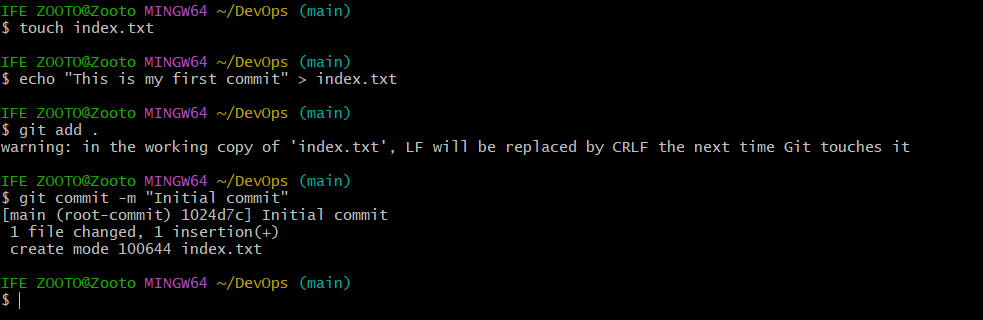 IFE ZOOTO@Zooto MINGW64 ~/DevOps (main)
$ touch index.txt
IFE ZOOTO@Zooto MINGW64 ~/DevOps (main)
$ echo "This is my first commit" > index.txt
IFE ZOOTO@Zooto MINGW64 ~/DevOps (main)
$ git add .
warning: in the working copy of 'index.txt', LF will be replaced by CRLF the next time Git touches it
IFE ZOOTO@Zooto MINGW64 ~/DevOps (main)
$ git commit -m "Initial commit"
[main (root-commit) 1024d7c] Initial commit
 1 file changed, 1 insertion(+)
 create mode 100644 index.txt
IFE ZOOTO@Zooto MINGW64 ~/DevOps (main)
$